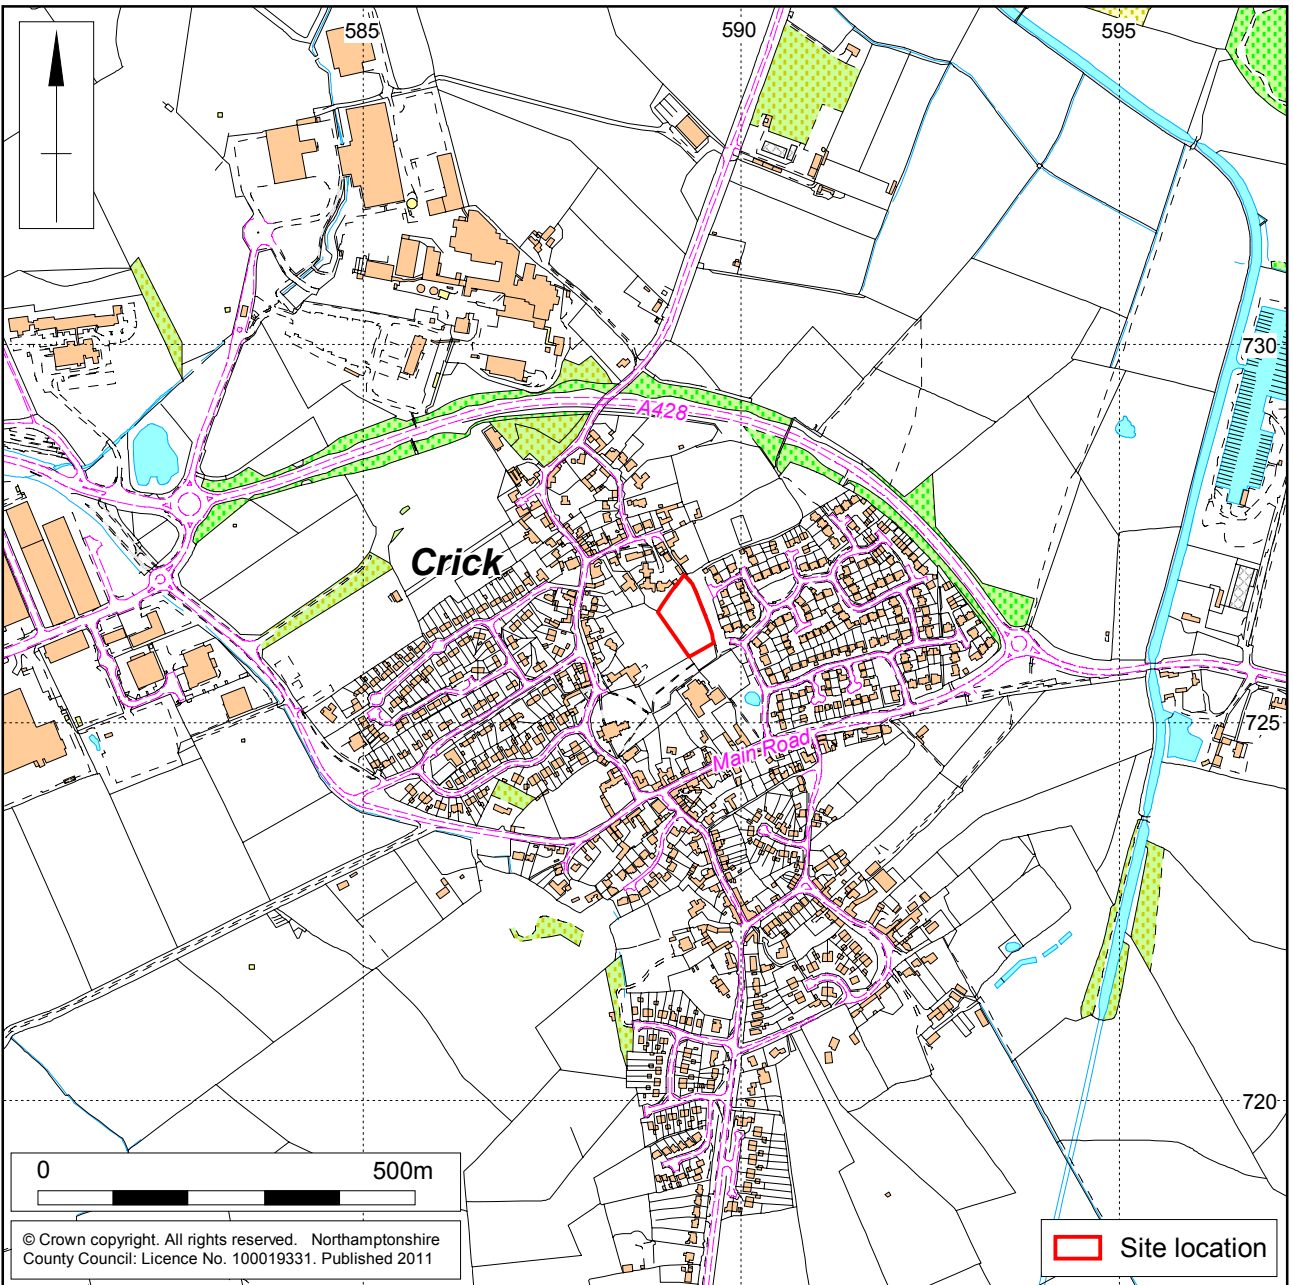 585
590
595
730
A428
Crick
725
Main Road
720
0 500m
© Crown copyright. All rights reserved. Northamptonshire
County Council: Licence No. 100019331. Published 2011
Site location